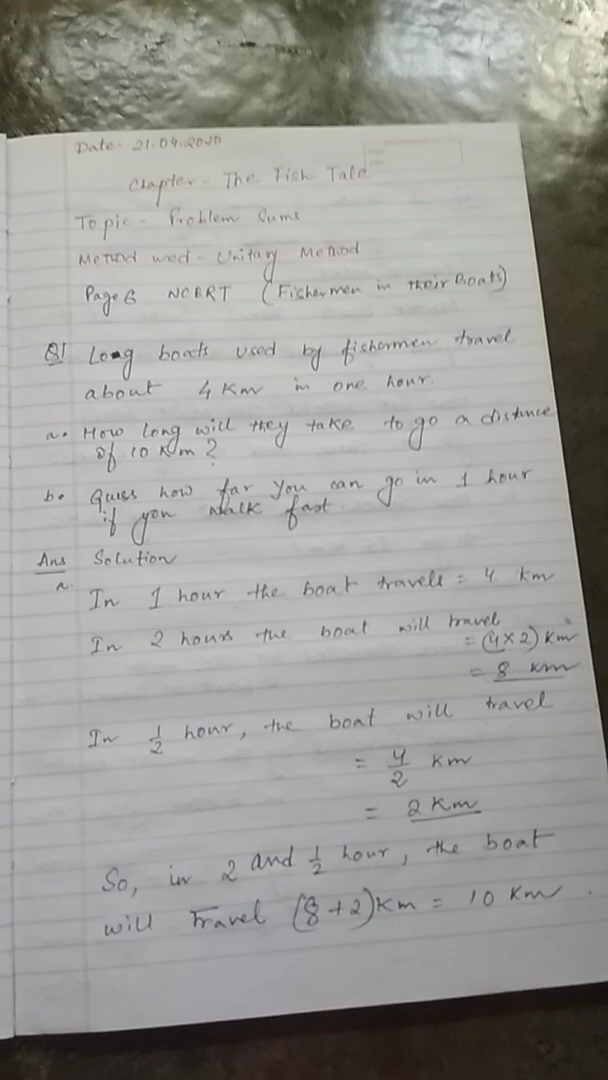 Date- 21.04.2020
Chapter- The Fish Tale
Topic- Problem Sums
Method used- Unitary Method
Page 6 NCERT (Fishermen in their Boats)
Q1 Long boats used by fishermen travel
about 4 Km in one hour.
a. How long will they take to go a distance
of 10 Km?
b. Guess how far you can go in 1 hour
if you walk fast.
Ans Solution
a.
In 1 hour the boat travels = 4 km
In 2 hours the boat will travel
= (4×2) Km
= 8 km
In 1/2 hour, the boat will travel
= 4/2 Km
= 2 Km
So, in 2 and 1/2 hour, the boat
will Travel (8+2)Km = 10 Km.